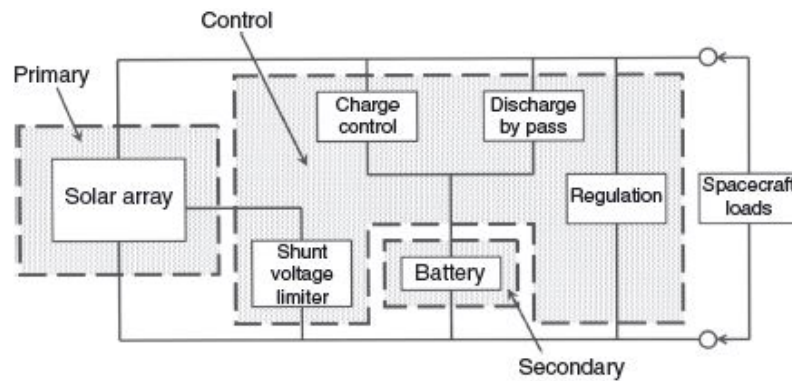 Control
Primary
Charge
control
Discharge
by pass
Solar array
Regulation
Spacecraft
loads
Shunt
voltage
limiter
Battery
Secondary